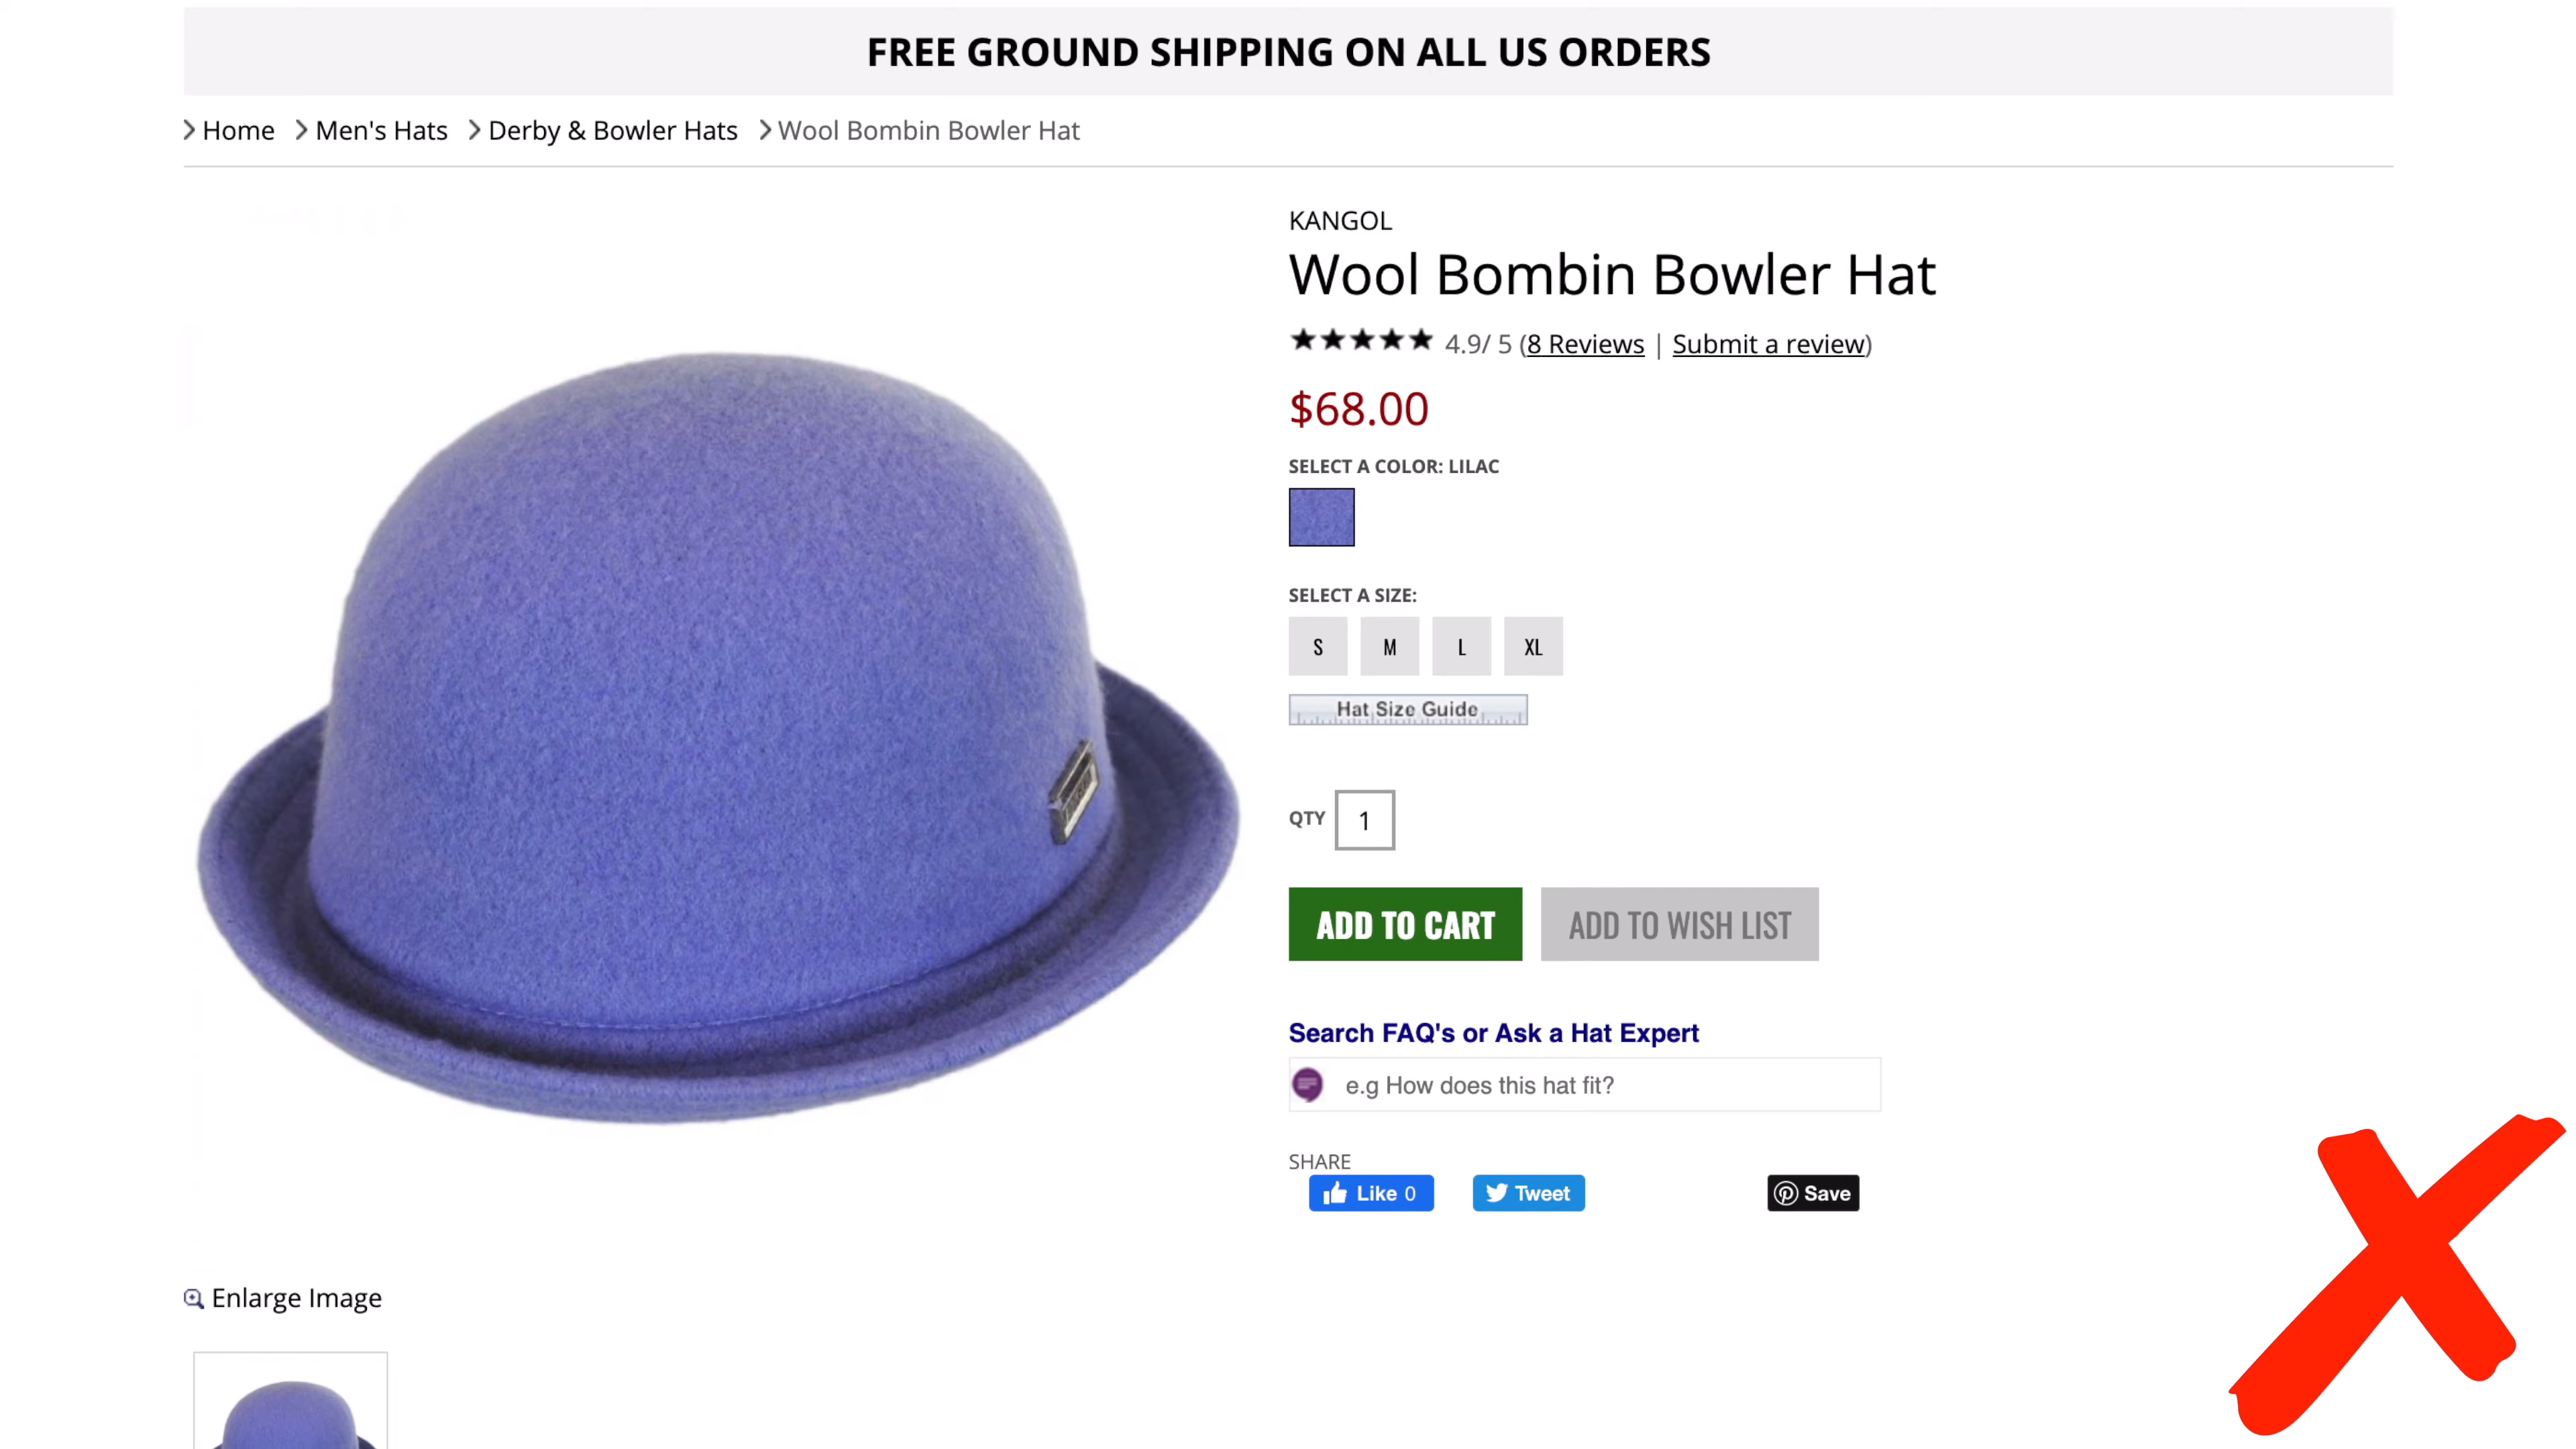 FREE GROUND SHIPPING ON ALL US ORDERS
Home Men's Hats Derby & Bowler Hats Wool Bombin Bowler Hat
KANGOL
Wool Bombin Bowler Hat
4.9/ 5 (8 Reviews | Submit a review)
$68.00
SELECT A COLOR: LILAC
SELECT A SIZE:
S M L XL
Hat Size Guide
QTY 1
ADD TO CART ADD TO WISH LIST
Search FAQ's or Ask a Hat Expert
e.g How does this hat fit?
SHARE
Like 0 Tweet Save
Enlarge Image